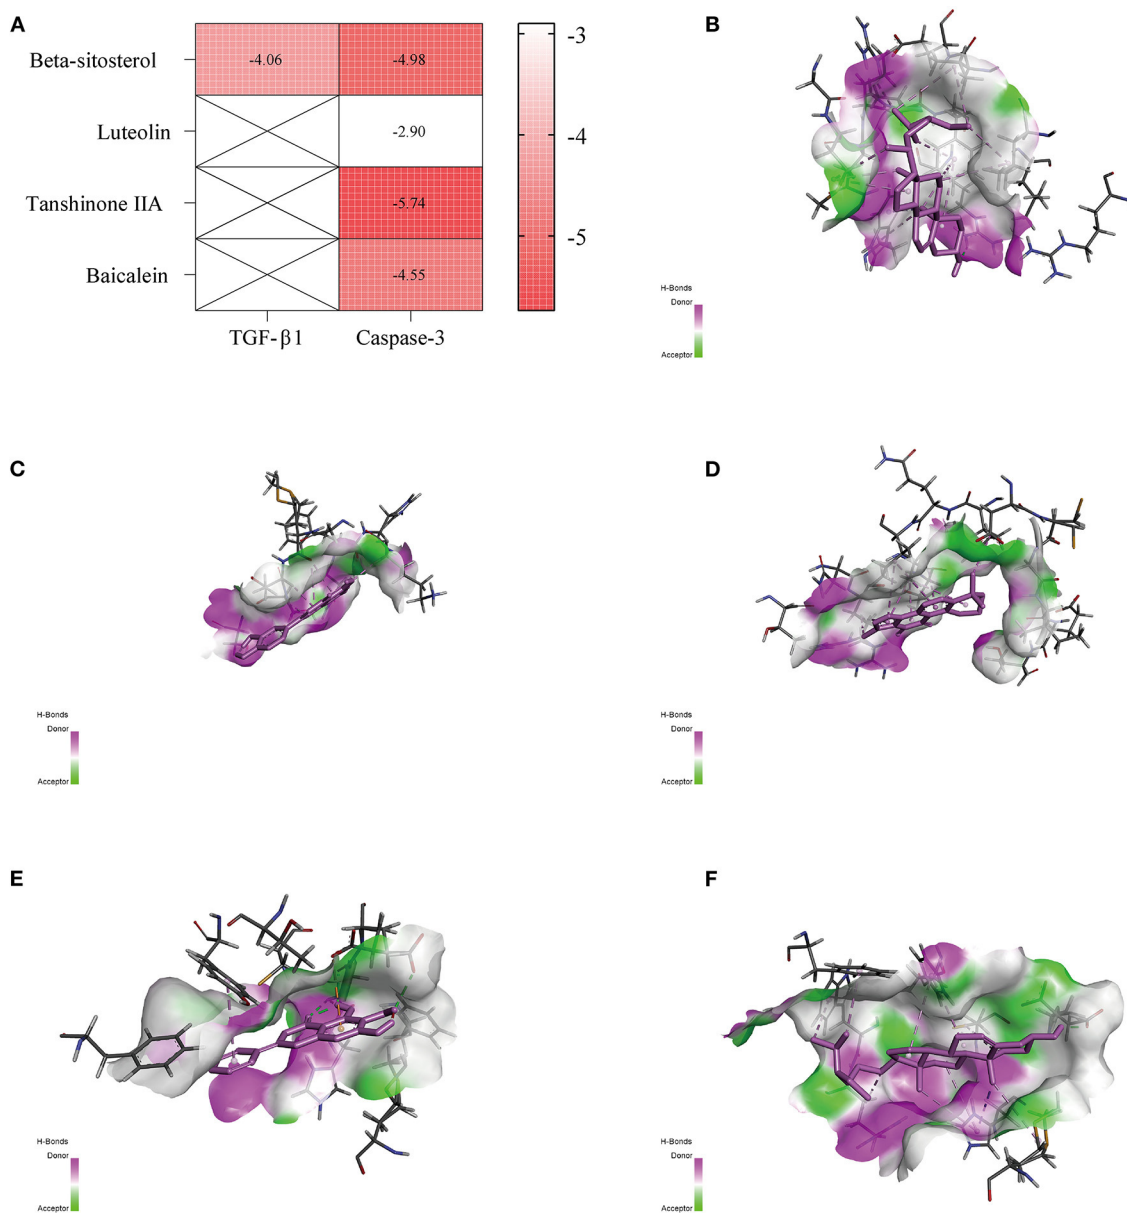 A
Beta-sitosterol
-4.06
-4.98
Luteolin
-2.90
Tanshinone IIA
-5.74
Baicalein
-4.55
TGF-β1
Caspase-3
-3
-4
-5
B
H-Bonds
Donor
Acceptor
C
H-Bonds
Donor
Acceptor
D
H-Bonds
Donor
Acceptor
E
H-Bonds
Donor
Acceptor
F
H-Bonds
Donor
Acceptor